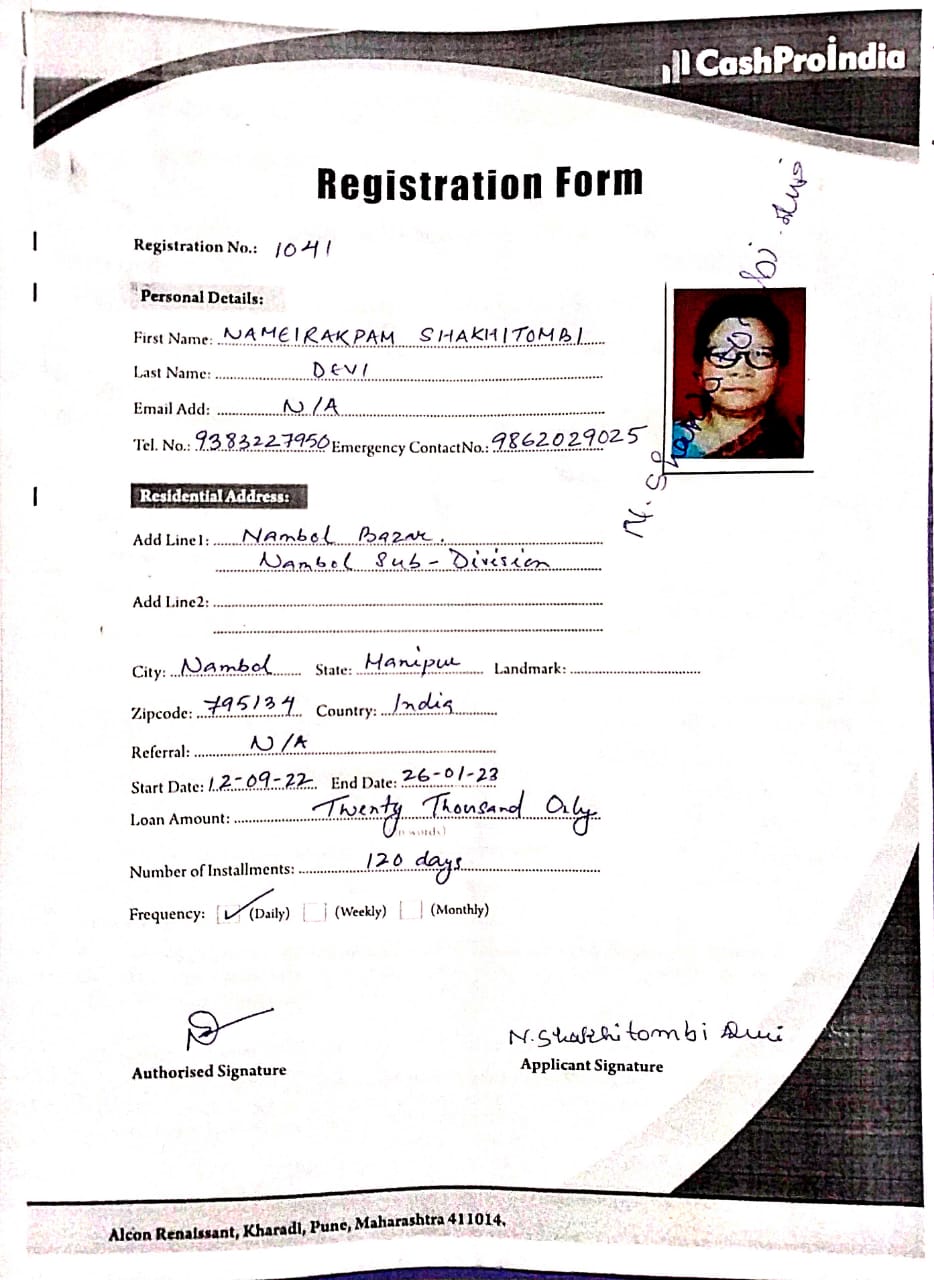 CashProIndia
Registration Form
Registration No.: 1041
Personal Details:
First Name: NAMEIRAKPAM SHAKHITOMBI
Last Name: DEVI
Email Add: N/A
Tel. No.: 9383227950 Emergency ContactNo.: 9862029025
Residential Address:
Add Line1: Nambol Bazar.
Nambol Sub-Division
Add Line2:
City: Nambol State: Manipur Landmark:
Zipcode: 795134 Country: India
Referral: N/A
Start Date: 12-09-22 End Date: 26-01-23
Loan Amount: Twenty Thousand Only
Number of Installments: 120 days
Frequency: (Daily) (Weekly) (Monthly)
N. Shakhitombi Devi
Authorised Signature Applicant Signature
Alcon Renaissant, Kharadi, Pune, Maharashtra 411014.